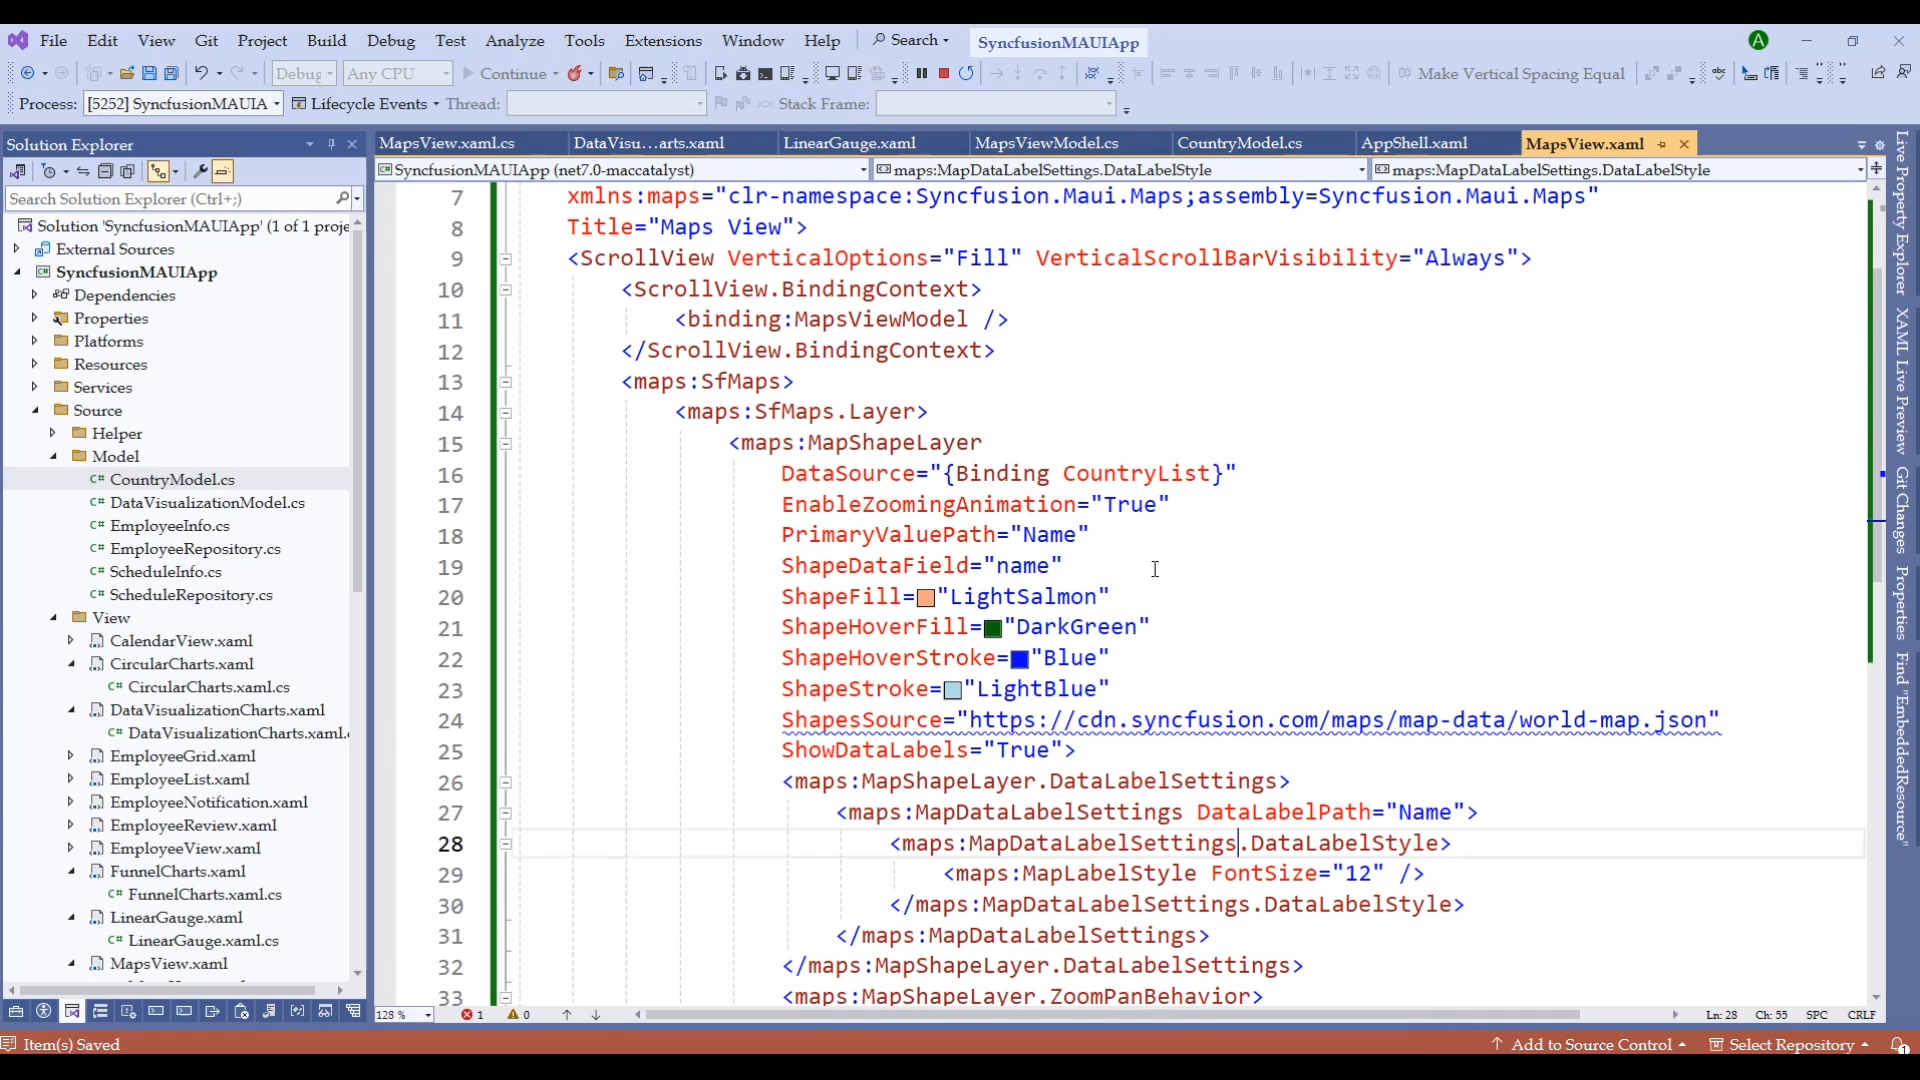 File Edit View Git Project Build Debug Test Analyze Tools Extensions Window Help Search SyncfusionMAUIApp A
Debug Any CPU Continue Make Vertical Spacing Equal
Process: [5252] SyncfusionMAUIA Lifecycle Events Thread: Stack Frame:
Solution Explorer
Search Solution Explorer (Ctrl+;)
Solution 'SyncfusionMAUIApp' (1 of 1 proje
External Sources
SyncfusionMAUIApp
Dependencies
Properties
Platforms
Resources
Services
Source
Helper
Model
C# CountryModel.cs
C# DataVisualizationModel.cs
C# EmployeeInfo.cs
C# EmployeeRepository.cs
C# ScheduleInfo.cs
C# ScheduleRepository.cs
View
CalendarView.xaml
CircularCharts.xaml
C# CircularCharts.xaml.cs
DataVisualizationCharts.xaml
C# DataVisualizationCharts.xaml.
EmployeeGrid.xaml
EmployeeList.xaml
EmployeeNotification.xaml
EmployeeReview.xaml
EmployeeView.xaml
FunnelCharts.xaml
C# FunnelCharts.xaml.cs
LinearGauge.xaml
C# LinearGauge.xaml.cs
MapsView.xaml
MapsView.xaml.cs DataVisu...arts.xaml LinearGauge.xaml MapsViewModel.cs CountryModel.cs AppShell.xaml MapsView.xaml
SyncfusionMAUIApp (net7.0-maccatalyst) maps:MapDataLabelSettings.DataLabelStyle maps:MapDataLabelSettings.DataLabelStyle
7 xmlns:maps="clr-namespace:Syncfusion.Maui.Maps;assembly=Syncfusion.Maui.Maps"
8 Title="Maps View">
9 <ScrollView VerticalOptions="Fill" VerticalScrollBarVisibility="Always">
10 <ScrollView.BindingContext>
11 <binding:MapsViewModel />
12 </ScrollView.BindingContext>
13 <maps:SfMaps>
14 <maps:SfMaps.Layer>
15 <maps:MapShapeLayer
16 DataSource="{Binding CountryList}"
17 EnableZoomingAnimation="True"
18 PrimaryValuePath="Name"
19 ShapeDataField="name"
20 ShapeFill="LightSalmon"
21 ShapeHoverFill="DarkGreen"
22 ShapeHoverStroke="Blue"
23 ShapeStroke="LightBlue"
24 ShapesSource="https://cdn.syncfusion.com/maps/map-data/world-map.json"
25 ShowDataLabels="True">
26 <maps:MapShapeLayer.DataLabelSettings>
27 <maps:MapDataLabelSettings DataLabelPath="Name">
28 <maps:MapDataLabelSettings.DataLabelStyle>
29 <maps:MapLabelStyle FontSize="12" />
30 </maps:MapDataLabelSettings.DataLabelStyle>
31 </maps:MapDataLabelSettings>
32 </maps:MapShapeLayer.DataLabelSettings>
33 <maps:MapShapeLayer.ZoomPanBehavior>
128 % 1 0 Ln: 28 Ch: 55 SPC CRLF
Live Property Explorer
XAML Live Preview
Git Changes
Properties
Find "EmbeddedResource"
Item(s) Saved Add to Source Control Select Repository 1